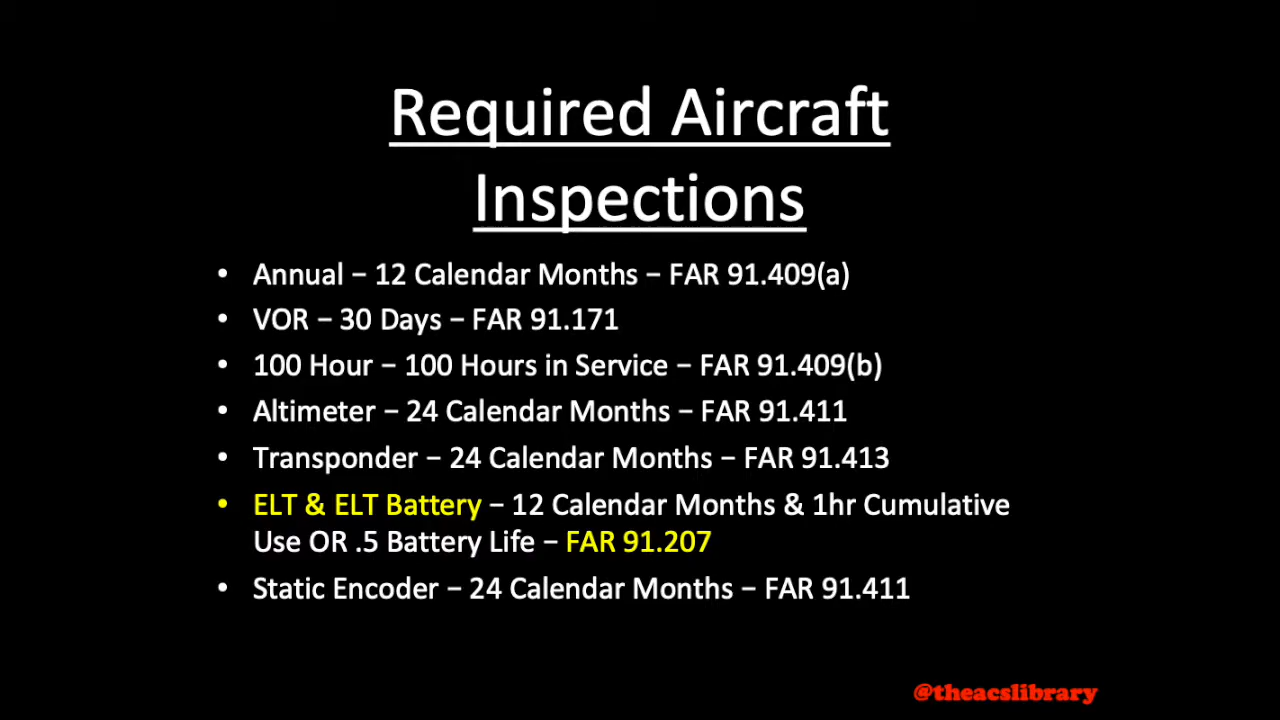 Required Aircraft
Inspections
• Annual – 12 Calendar Months – FAR 91.409(a)
• VOR – 30 Days – FAR 91.171
• 100 Hour – 100 Hours in Service – FAR 91.409(b)
• Altimeter – 24 Calendar Months – FAR 91.411
• Transponder – 24 Calendar Months – FAR 91.413
• ELT & ELT Battery – 12 Calendar Months & 1hr Cumulative
Use OR .5 Battery Life – FAR 91.207
• Static Encoder – 24 Calendar Months – FAR 91.411
@theacslibrary